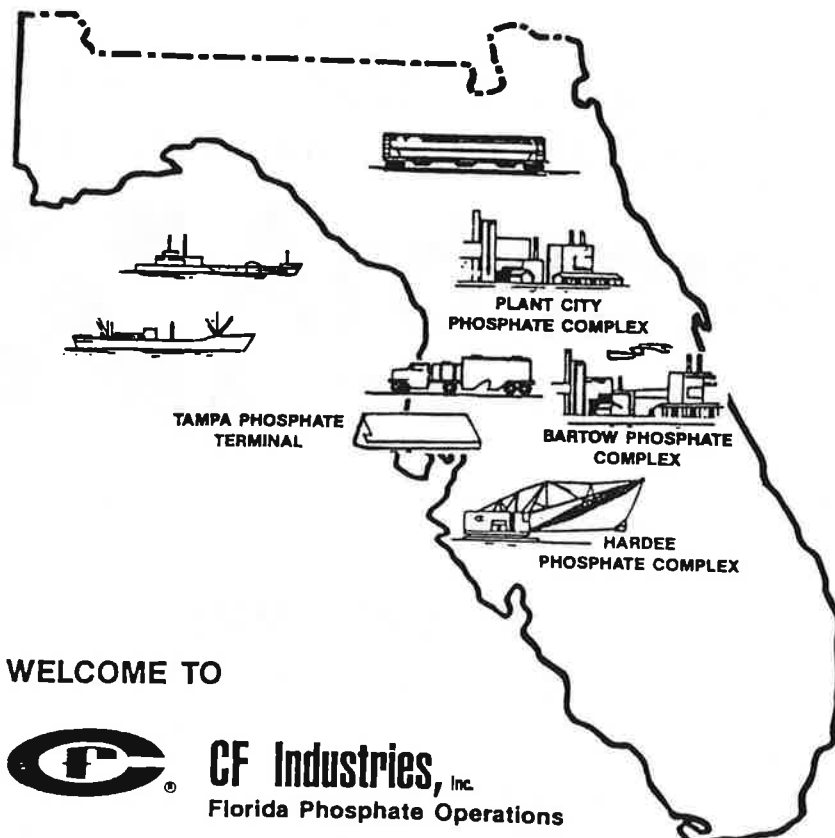 PLANT CITY
PHOSPHATE COMPLEX
TAMPA PHOSPHATE
TERMINAL
BARTOW PHOSPHATE
COMPLEX
HARDEE
PHOSPHATE COMPLEX
WELCOME TO
CF ®
CF Industries, Inc.
Florida Phosphate Operations